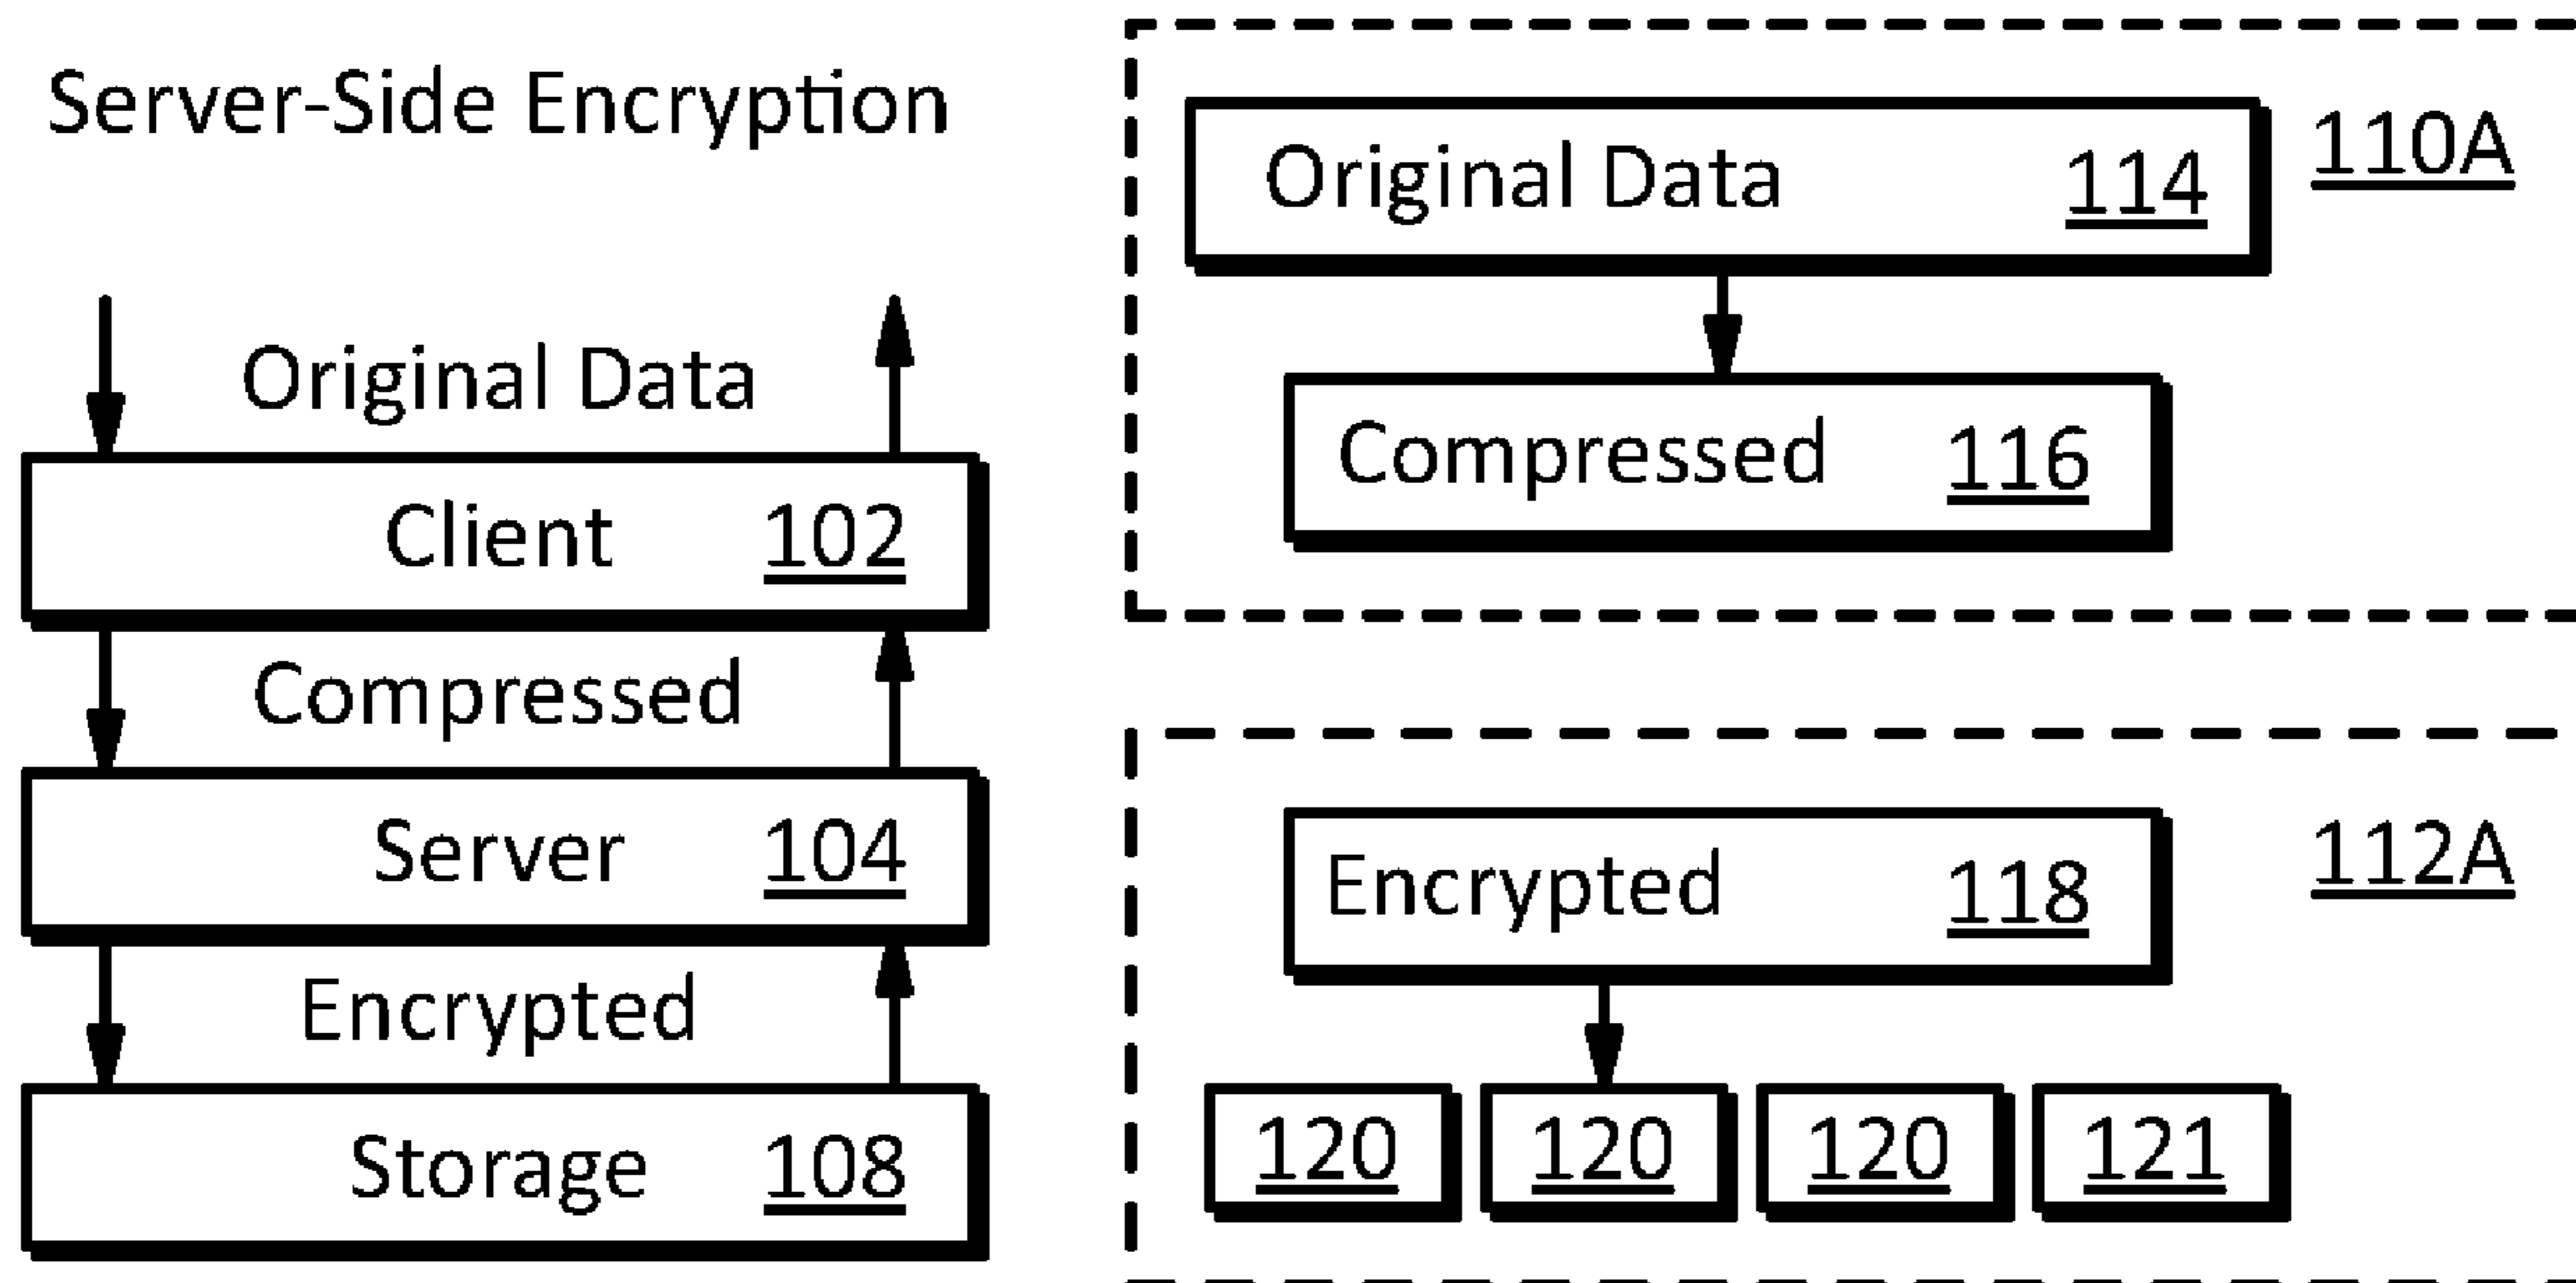 Server-Side Encryption
Original Data
Client 102
Compressed
Server 104
Encrypted
Storage 108
Original Data 114
110A
Compressed 116
Encrypted 118
112A
120 120 120 121